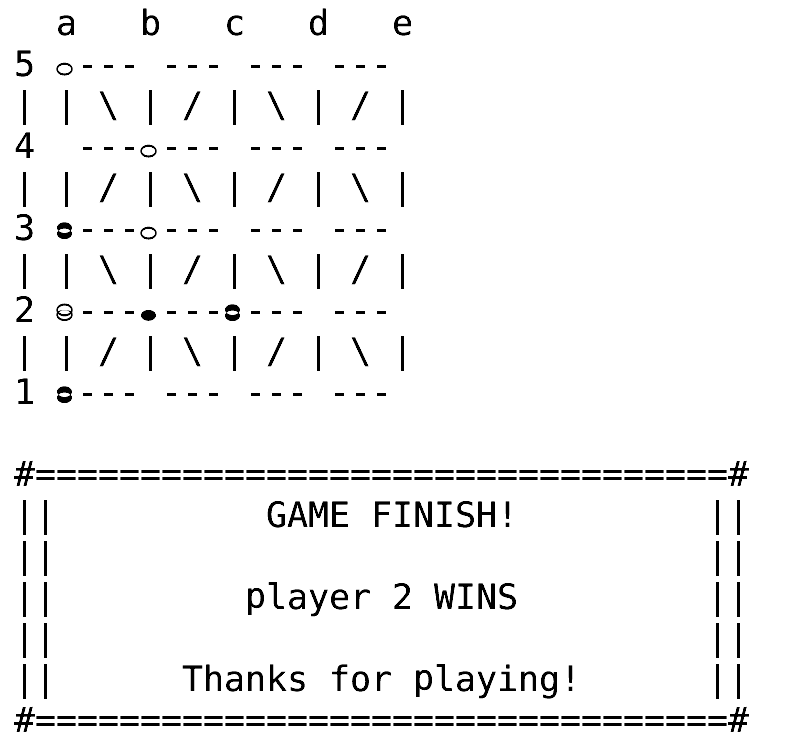 a   b   c   d   e
5 ⛀--- --- --- ---
| | \ | / | \ | / |
4  ---⛀--- --- ---
| | / | \ | / | \ |
3 ⛃---⛀--- --- ---
| | \ | / | \ | / |
2 ⛁---⛂---⛃--- ---
| | / | \ | / | \ |
1 ⛃--- --- --- ---
#=================================#
|| GAME FINISH! ||
|| ||
|| player 2 WINS ||
|| ||
|| Thanks for playing! ||
#=================================#